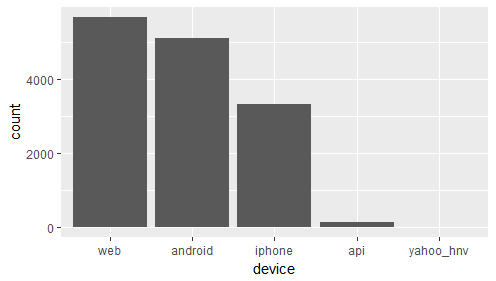 count
4000
2000
0
web android iphone api yahoo_hnv
device